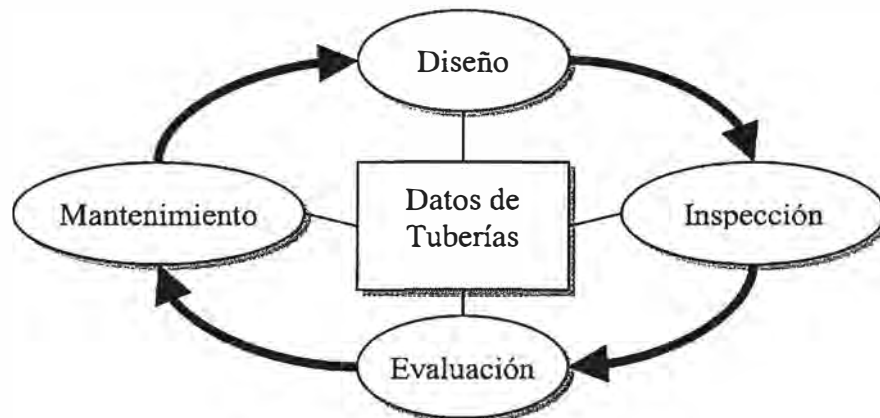 Diseño
Mantenimiento
Datos de
Tuberías
Inspección
Evaluación